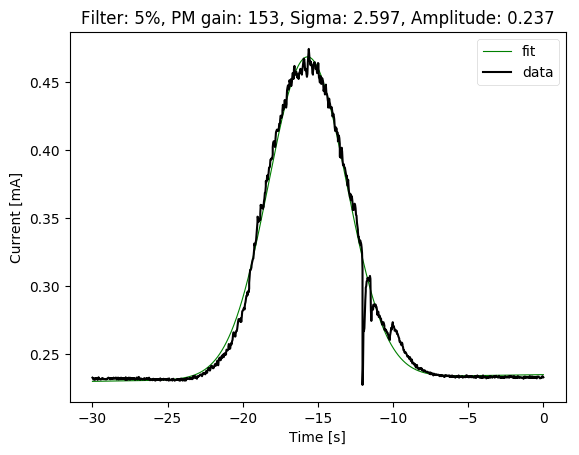 Filter: 5%, PM gain: 153, Sigma: 2.597, Amplitude: 0.237
fit
data
0.45
0.40
0.35
0.30
0.25
Current [mA]
−30
−25
−20
−15
−10
−5
0
Time [s]